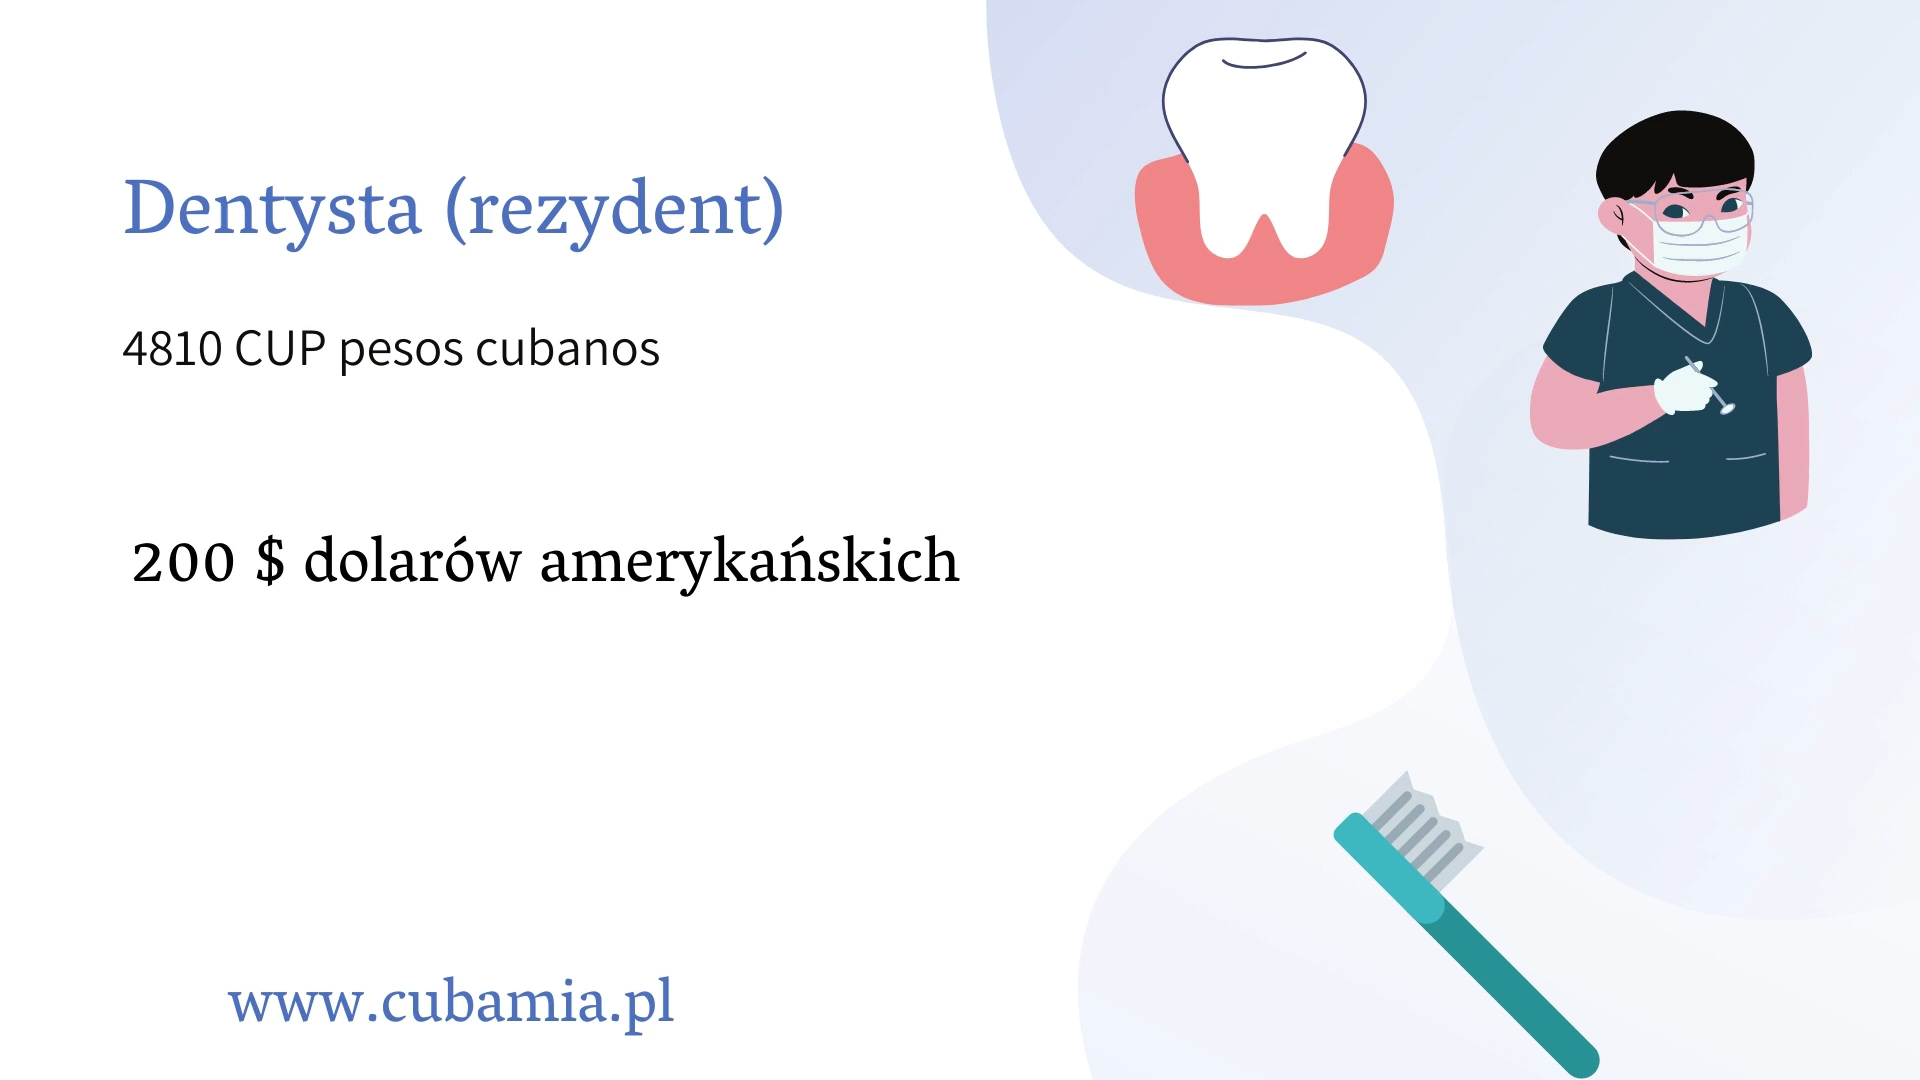 Dentysta (rezydent)
4810 CUP pesos cubanos
200 $ dolarów amerykańskich
www.cubamia.pl